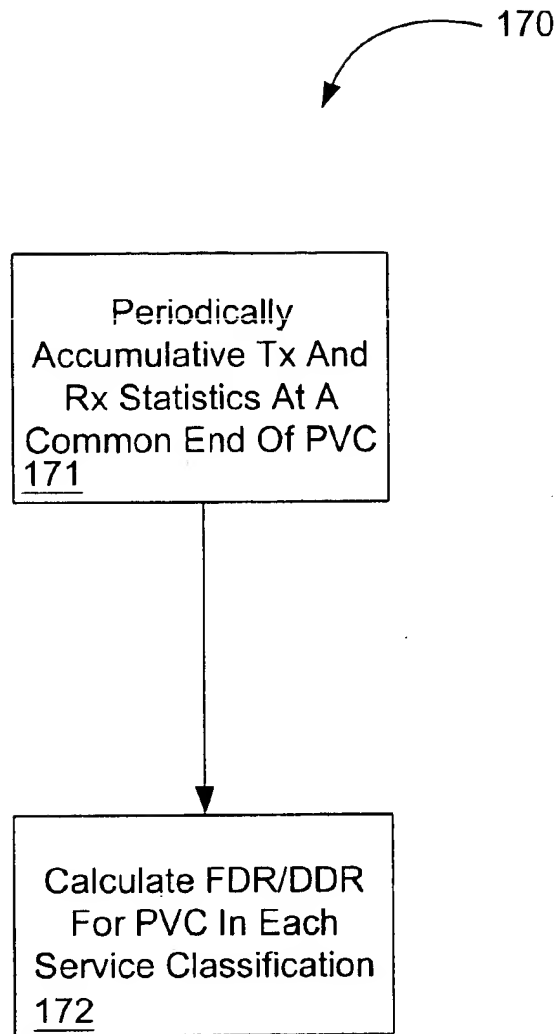 170
Periodically
Accumulative Tx And
Rx Statistics At A
Common End Of PVC
171
Calculate FDR/DDR
For PVC In Each
Service Classification
172